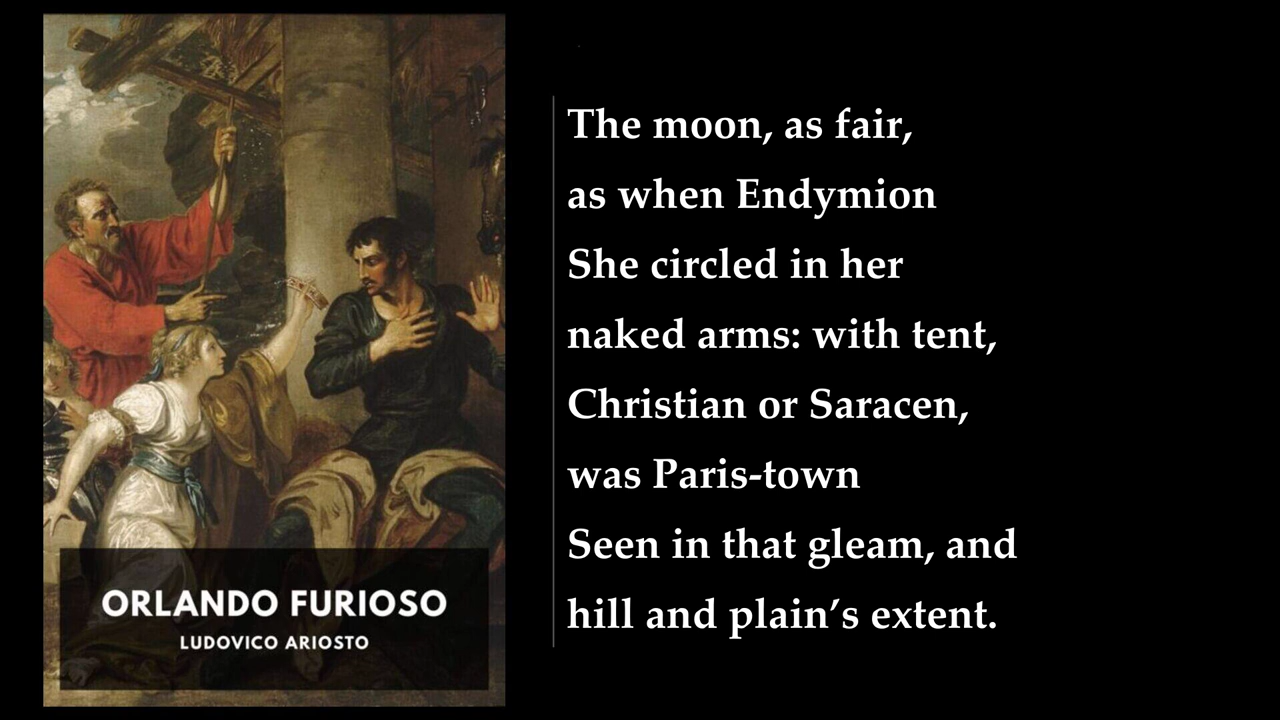 The moon, as fair,
as when Endymion
She circled in her
naked arms: with tent,
Christian or Saracen,
was Paris-town
Seen in that gleam, and
hill and plain’s extent.
ORLANDO FURIOSO
LUDOVICO ARIOSTO